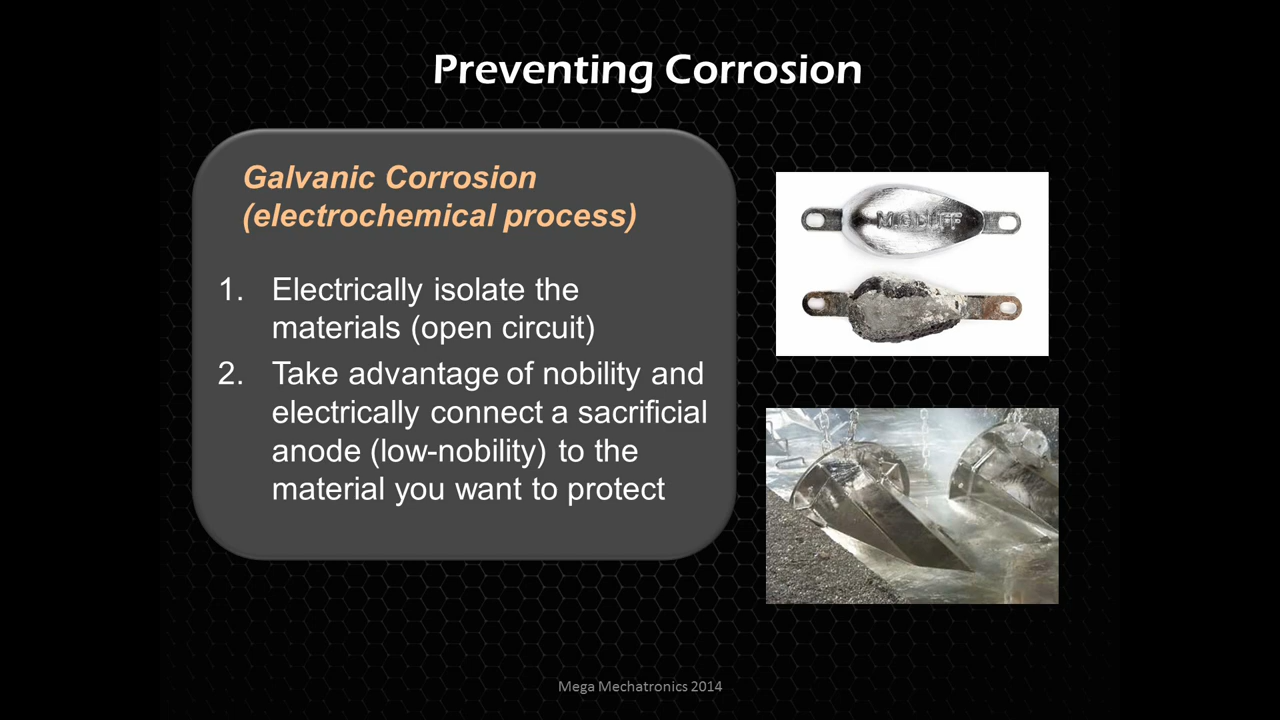 Preventing Corrosion
Galvanic Corrosion
(electrochemical process)
1. Electrically isolate the
materials (open circuit)
2. Take advantage of nobility and
electrically connect a sacrificial
anode (low-nobility) to the
material you want to protect
Mega Mechatronics 2014